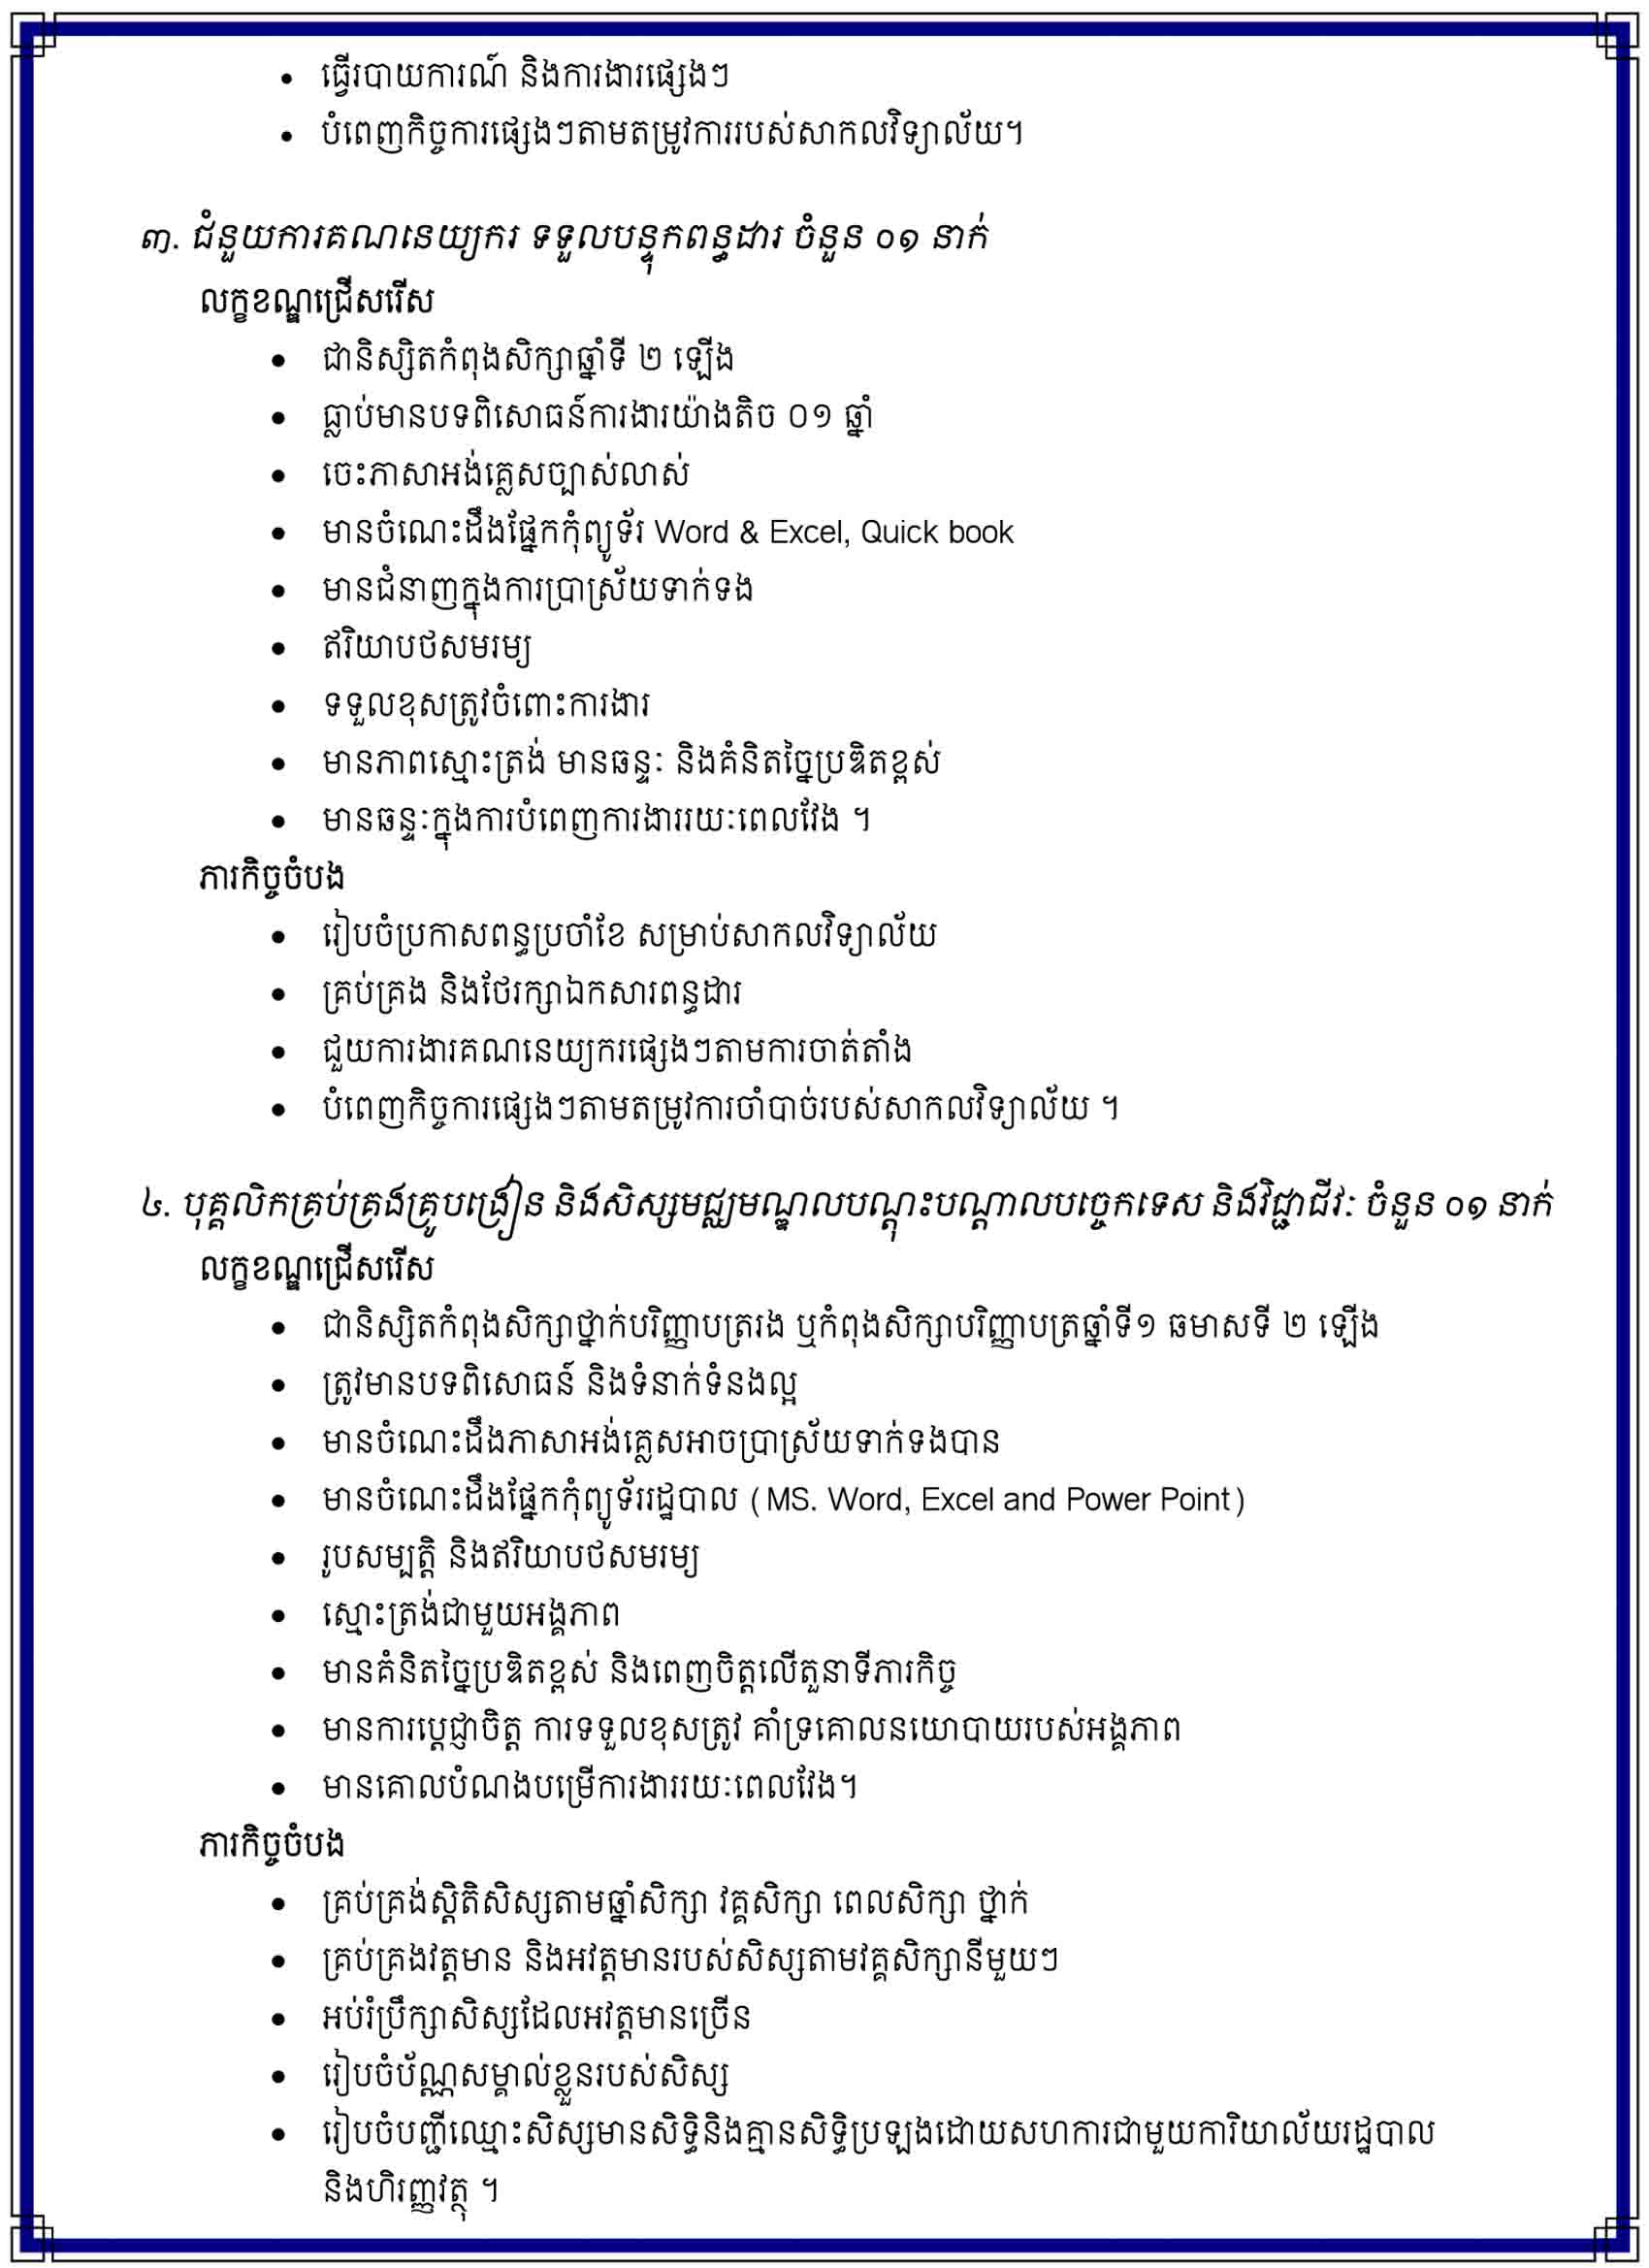 • ធ្វើរបាយការណ៍ និងការងារផ្សេងៗ
• បំពេញកិច្ចការផ្សេងៗតាមតម្រូវការរបស់សាកលវិទ្យាល័យ។
៣. ជំនួយការគណនេយ្យករ ទទួលបន្ទុកពន្ធដារ ចំនួន ០១ នាក់
លក្ខខណ្ឌជ្រើសរើស
• ជានិស្សិតកំពុងសិក្សាឆ្នាំទី ២ ឡើង
• ធ្លាប់មានបទពិសោធន៍ការងារយ៉ាងតិច ០១ ឆ្នាំ
• ចេះភាសាអង់គ្លេសច្បាស់លាស់
• មានចំណេះដឹងផ្នែកកុំព្យូទ័រ Word & Excel, Quick book
• មានជំនាញក្នុងការប្រាស្រ័យទាក់ទង
• ឥរិយាបថសមរម្យ
• ទទួលខុសត្រូវចំពោះការងារ
• មានភាពស្មោះត្រង់ មានឆន្ទៈ និងគំនិតច្នៃប្រឌិតខ្ពស់
• មានឆន្ទៈក្នុងការបំពេញការងាររយៈពេលវែង ។
ភារកិច្ចចំបង
• រៀបចំប្រកាសពន្ធប្រចាំខែ សម្រាប់សាកលវិទ្យាល័យ
• គ្រប់គ្រង និងថែរក្សាឯកសារពន្ធដារ
• ជួយការងារគណនេយ្យករផ្សេងៗតាមការចាត់តាំង
• បំពេញកិច្ចការផ្សេងៗតាមតម្រូវការចាំបាច់របស់សាកលវិទ្យាល័យ ។
៤. បុគ្គលិកគ្រប់គ្រងគ្រូបង្រៀន និងសិស្សមជ្ឈមណ្ឌលបណ្តុះបណ្តាលបច្ចេកទេស និងវិជ្ជាជីវៈ ចំនួន ០១ នាក់
លក្ខខណ្ឌជ្រើសរើស
• ជានិស្សិតកំពុងសិក្សាថ្នាក់បរិញ្ញាបត្ររង ឬកំពុងសិក្សាបរិញ្ញាបត្រឆ្នាំទី១ ឆមាសទី ២ ឡើង
• ត្រូវមានបទពិសោធន៍ និងទំនាក់ទំនងល្អ
• មានចំណេះដឹងភាសាអង់គ្លេសអាចប្រាស្រ័យទាក់ទងបាន
• មានចំណេះដឹងផ្នែកកុំព្យូទ័ររដ្ឋបាល (MS. Word, Excel and Power Point)
• រូបសម្បត្តិ និងឥរិយាបថសមរម្យ
• ស្មោះត្រង់ជាមួយអង្គភាព
• មានគំនិតច្នៃប្រឌិតខ្ពស់ និងពេញចិត្តលើតួនាទីភារកិច្ច
• មានការប្តេជ្ញាចិត្ត ការទទួលខុសត្រូវ គាំទ្រគោលនយោបាយរបស់អង្គភាព
• មានគោលបំណងបម្រើការងាររយៈពេលវែង។
ភារកិច្ចចំបង
• គ្រប់គ្រង់ស្ថិតិសិស្សតាមឆ្នាំសិក្សា វគ្គសិក្សា ពេលសិក្សា ថ្នាក់
• គ្រប់គ្រងវត្តមាន និងអវត្តមានរបស់សិស្សតាមវគ្គសិក្សានីមួយៗ
• អប់រំប្រឹក្សាសិស្សដែលអវត្តមានច្រើន
• រៀបចំប័ណ្ណសម្គាល់ខ្លួនរបស់សិស្ស
• រៀបចំបញ្ជីឈ្មោះសិស្សមានសិទ្ធិនិងគ្មានសិទ្ធិប្រឡងដោយសហការជាមួយការិយាល័យរដ្ឋបាល
និងហិរញ្ញវត្ថុ ។